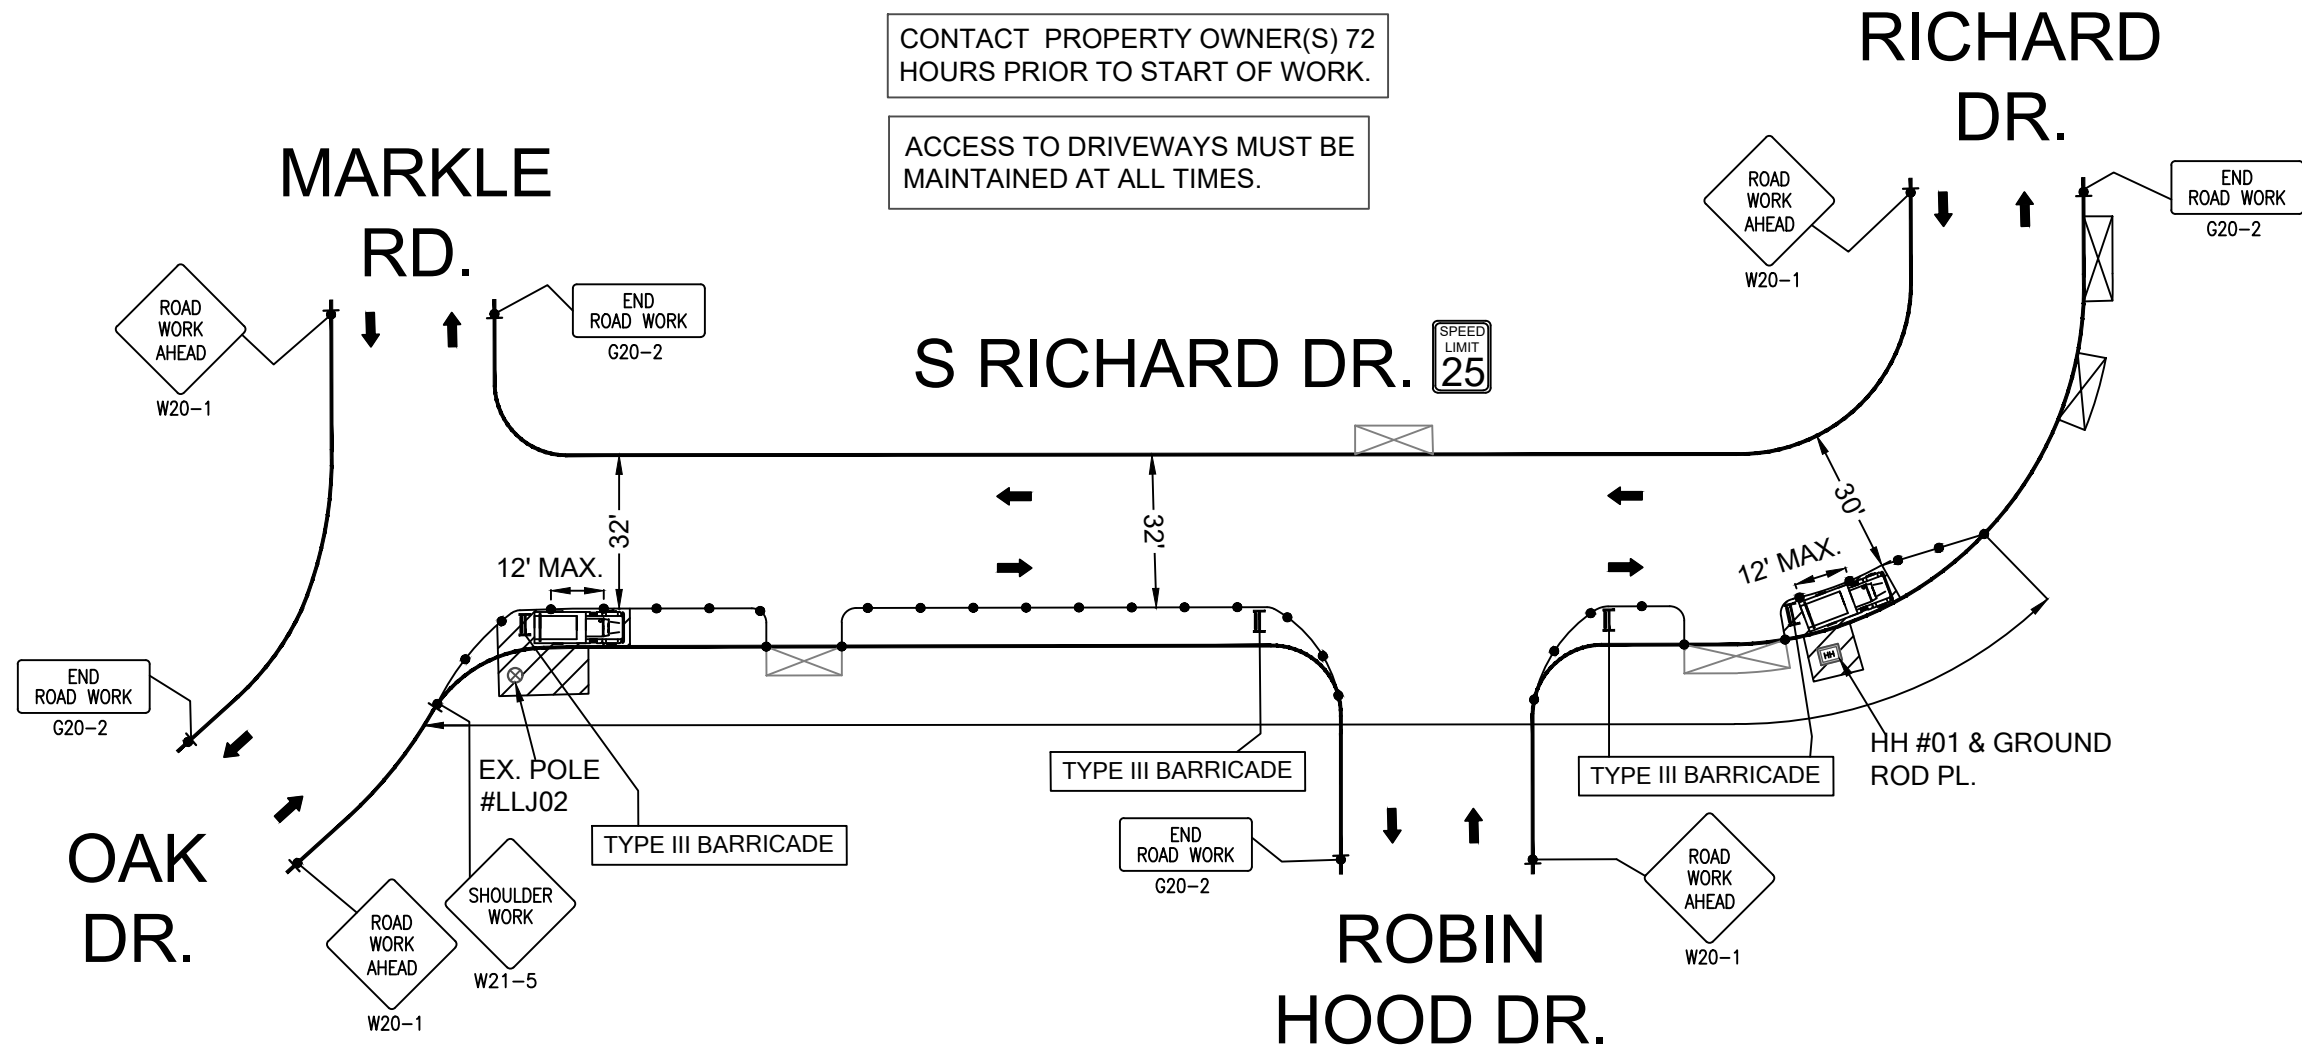 CONTACT PROPERTY OWNER(S) 72
HOURS PRIOR TO START OF WORK.
ACCESS TO DRIVEWAYS MUST BE
MAINTAINED AT ALL TIMES.
RICHARD
DR.
ROAD
WORK
AHEAD
W20-1
END
ROAD WORK
G20-2
MARKLE
RD.
ROAD
WORK
AHEAD
W20-1
END
ROAD WORK
G20-2
S RICHARD DR.
SPEED
LIMIT
25
32'
32'
30'
12' MAX.
12' MAX.
HH
END
ROAD WORK
G20-2
EX. POLE
#LLJ02
TYPE III BARRICADE
TYPE III BARRICADE
TYPE III BARRICADE
HH #01 & GROUND
ROD PL.
OAK
DR.
ROAD
WORK
AHEAD
W20-1
SHOULDER
WORK
W21-5
END
ROAD WORK
G20-2
ROAD
WORK
AHEAD
W20-1
ROBIN
HOOD DR.